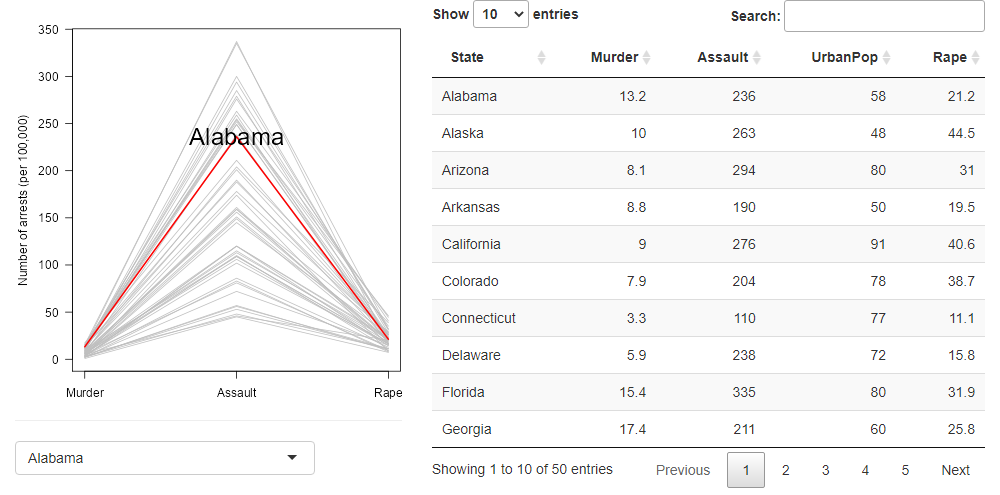 350
300
250
200
150
100
50
0
Number of arrests (per 100,000)
Alabama
Murder Assault Rape
Alabama
Show 10 entries Search:
State Murder Assault UrbanPop Rape
Alabama 13.2 236 58 21.2
Alaska 10 263 48 44.5
Arizona 8.1 294 80 31
Arkansas 8.8 190 50 19.5
California 9 276 91 40.6
Colorado 7.9 204 78 38.7
Connecticut 3.3 110 77 11.1
Delaware 5.9 238 72 15.8
Florida 15.4 335 80 31.9
Georgia 17.4 211 60 25.8
Showing 1 to 10 of 50 entries Previous 1 2 3 4 5 Next